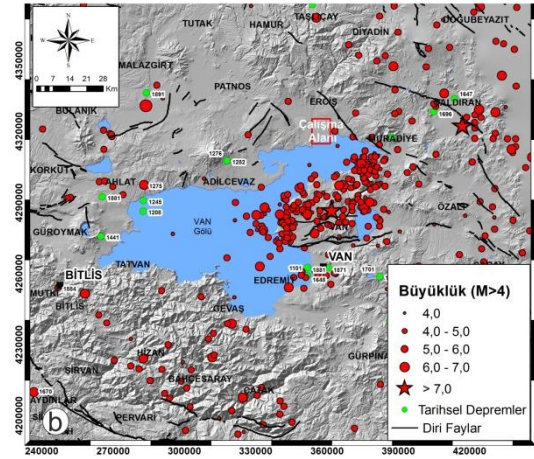 TUTAK
HAMUR
TAŞLIÇAY
DOĞUBEYAZIT
DİYADİN
N
W
E
S
0 7 14 28
Km
MALAZGİRT
1891
PATNOS
BULANIK
ERCİŞ
Çalışma
Alanı
MURADİYE
ÇALDIRAN
1647
1696
KORKUT
1276
1282
AHLAT
1275
ADİLCEVAZ
1881
1245
1208
VAN
Gölü
ÖZALP
GÜROYMAK
1441
TATVAN
BİTLİS
VAN
1101
1881
1871
1648
1701
EDREMİT
MUTKİ
1884
BİTLİS
GEVAŞ
HİZAN
GÜRPINAR
ŞİRVAN
BAHÇESARAY
ÇATAK
1670
AYDINLAR
PERVARİ
b
Büyüklük (M>4)
4,0
4,0 - 5,0
5,0 - 6,0
6,0 - 7,0
> 7,0
Tarihsel Depremler
Diri Faylar
4350000
4320000
4290000
4260000
4230000
4200000
240000 270000 300000 330000 360000 390000 420000